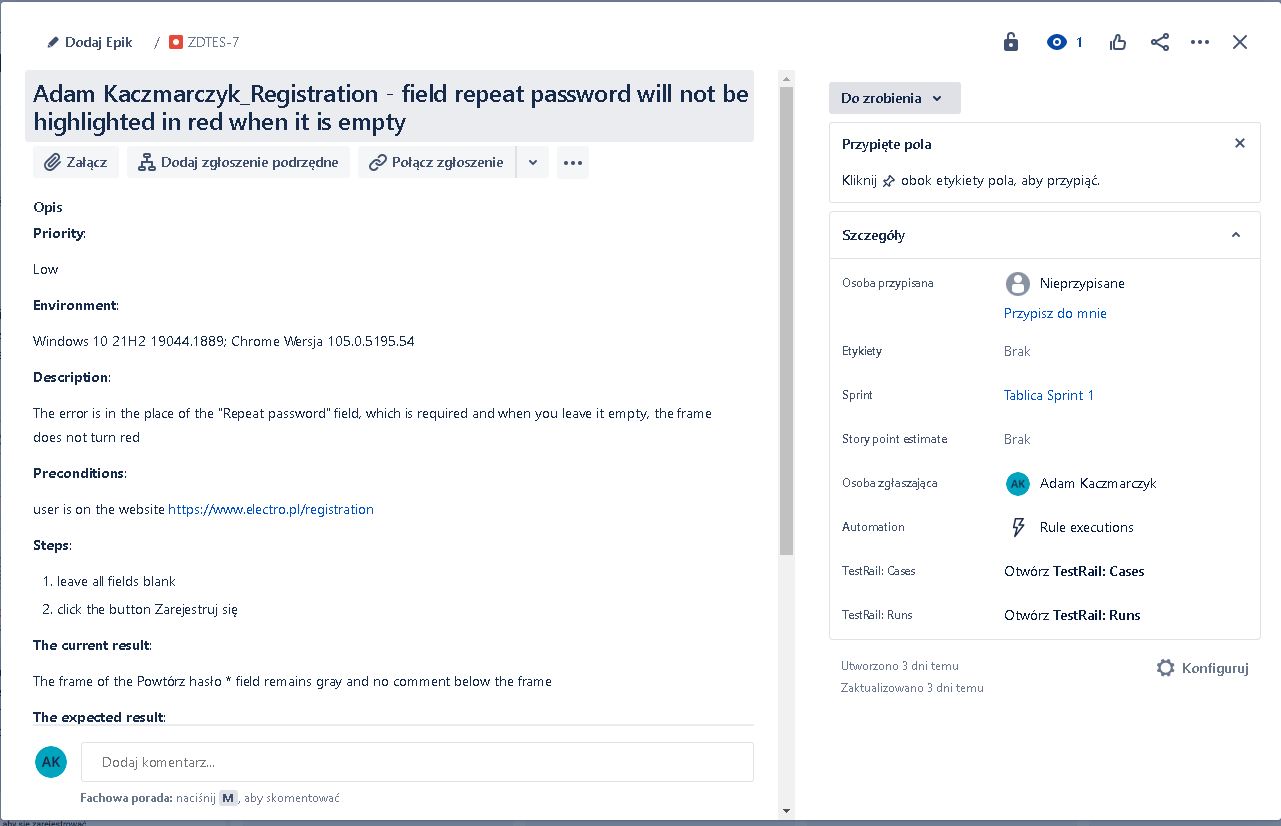 Dodaj Epik / ZDTES-7
1
Adam Kaczmarczyk_Registration - field repeat password will not be
highlighted in red when it is empty
Załącz
Dodaj zgłoszenie podrzędne
Połącz zgłoszenie
Opis
Priority:
Low
Environment:
Windows 10 21H2 19044.1889; Chrome Wersja 105.0.5195.54
Description:
The error is in the place of the "Repeat password" field, which is required and when you leave it empty, the frame
does not turn red
Preconditions:
user is on the website https://www.electro.pl/registration
Steps:
1. leave all fields blank
2. click the button Zarejestruj się
The current result:
The frame of the Powtórz hasło * field remains gray and no comment below the frame
The expected result:
AK
Dodaj komentarz...
Fachowa porada: naciśnij M, aby skomentować
Do zrobienia
Przypięte pola
Kliknij obok etykiety pola, aby przypiąć.
Szczegóły
Osoba przypisana
Nieprzypisane
Przypisz do mnie
Etykiety
Brak
Sprint
Tablica Sprint 1
Story point estimate
Brak
Osoba zgłaszająca
AK
Adam Kaczmarczyk
Automation
Rule executions
TestRail: Cases
Otwórz TestRail: Cases
TestRail: Runs
Otwórz TestRail: Runs
Utworzono 3 dni temu
Zaktualizowano 3 dni temu
Konfiguruj
aby się zarejestrować